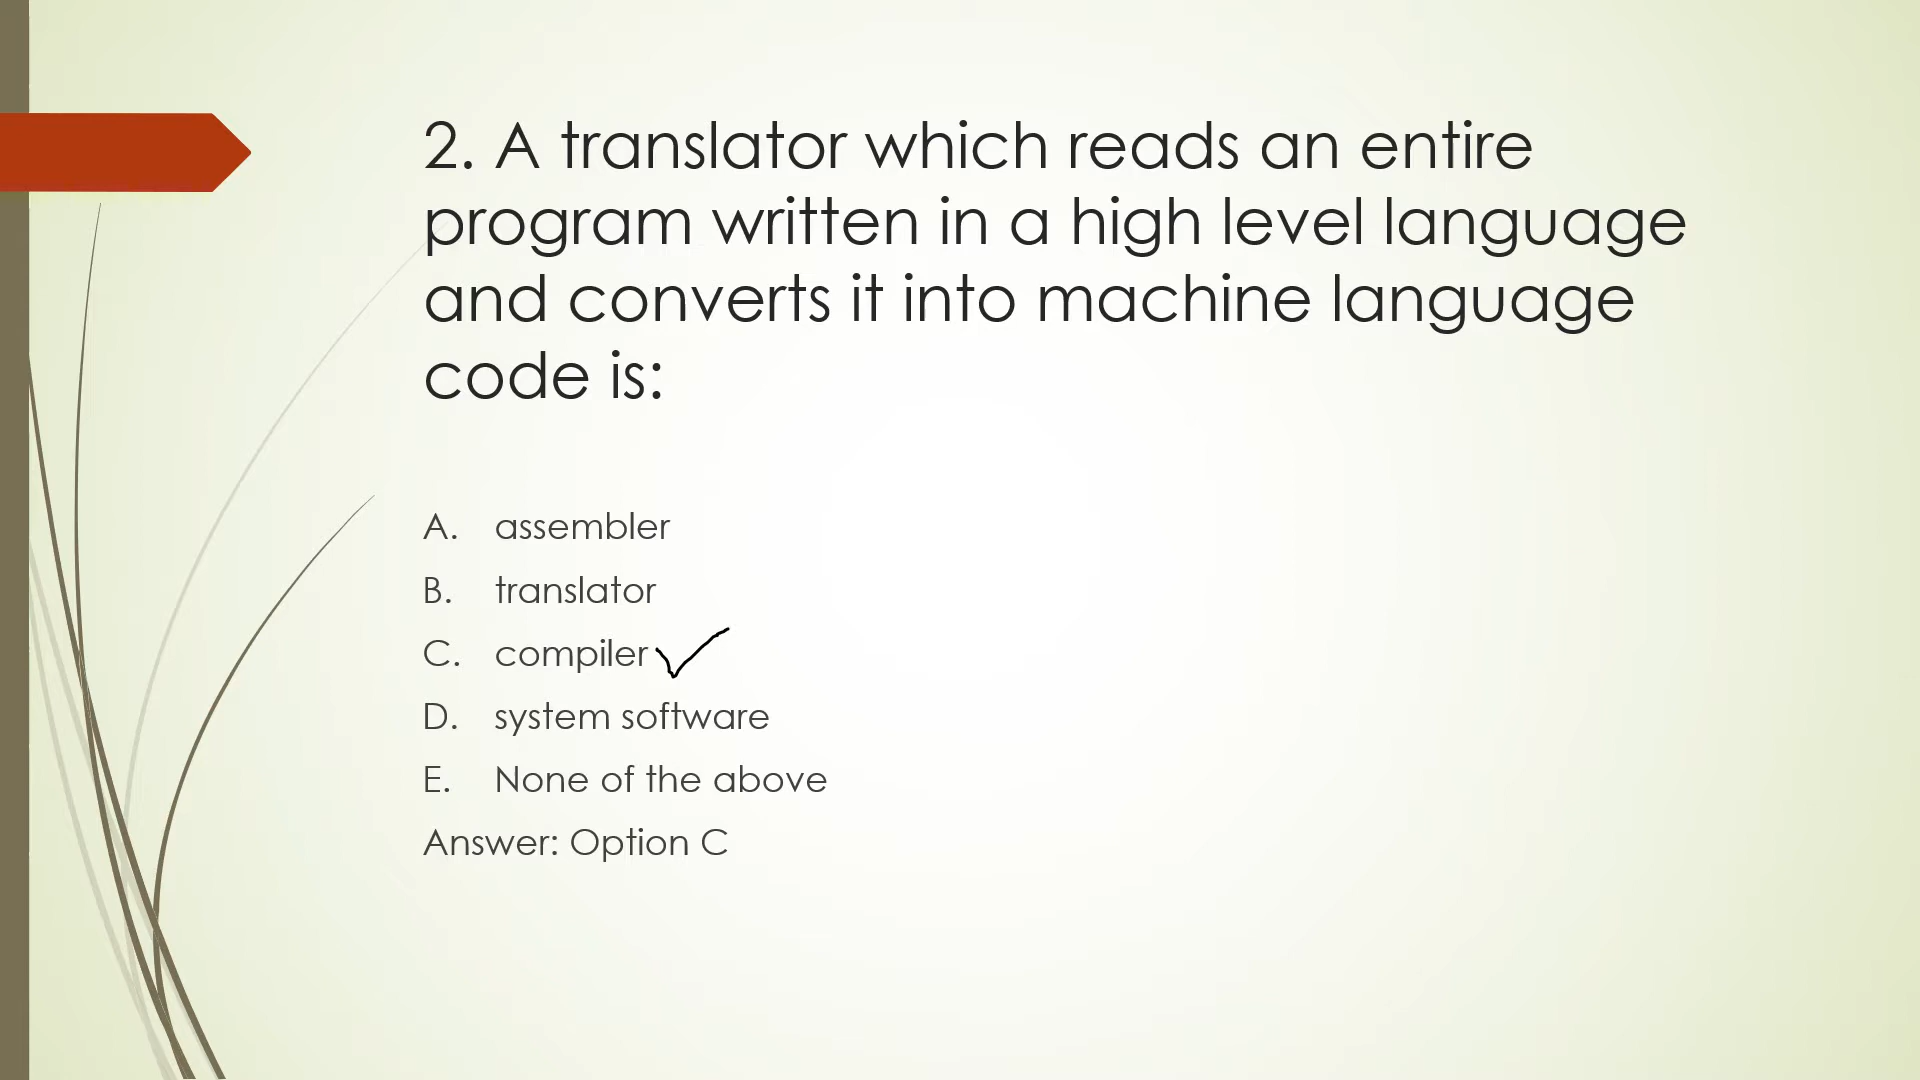 2. A translator which reads an entire
program written in a high level language
and converts it into machine language
code is:
A. assembler
B. translator
C. compiler
D. system software
E. None of the above
Answer: Option C